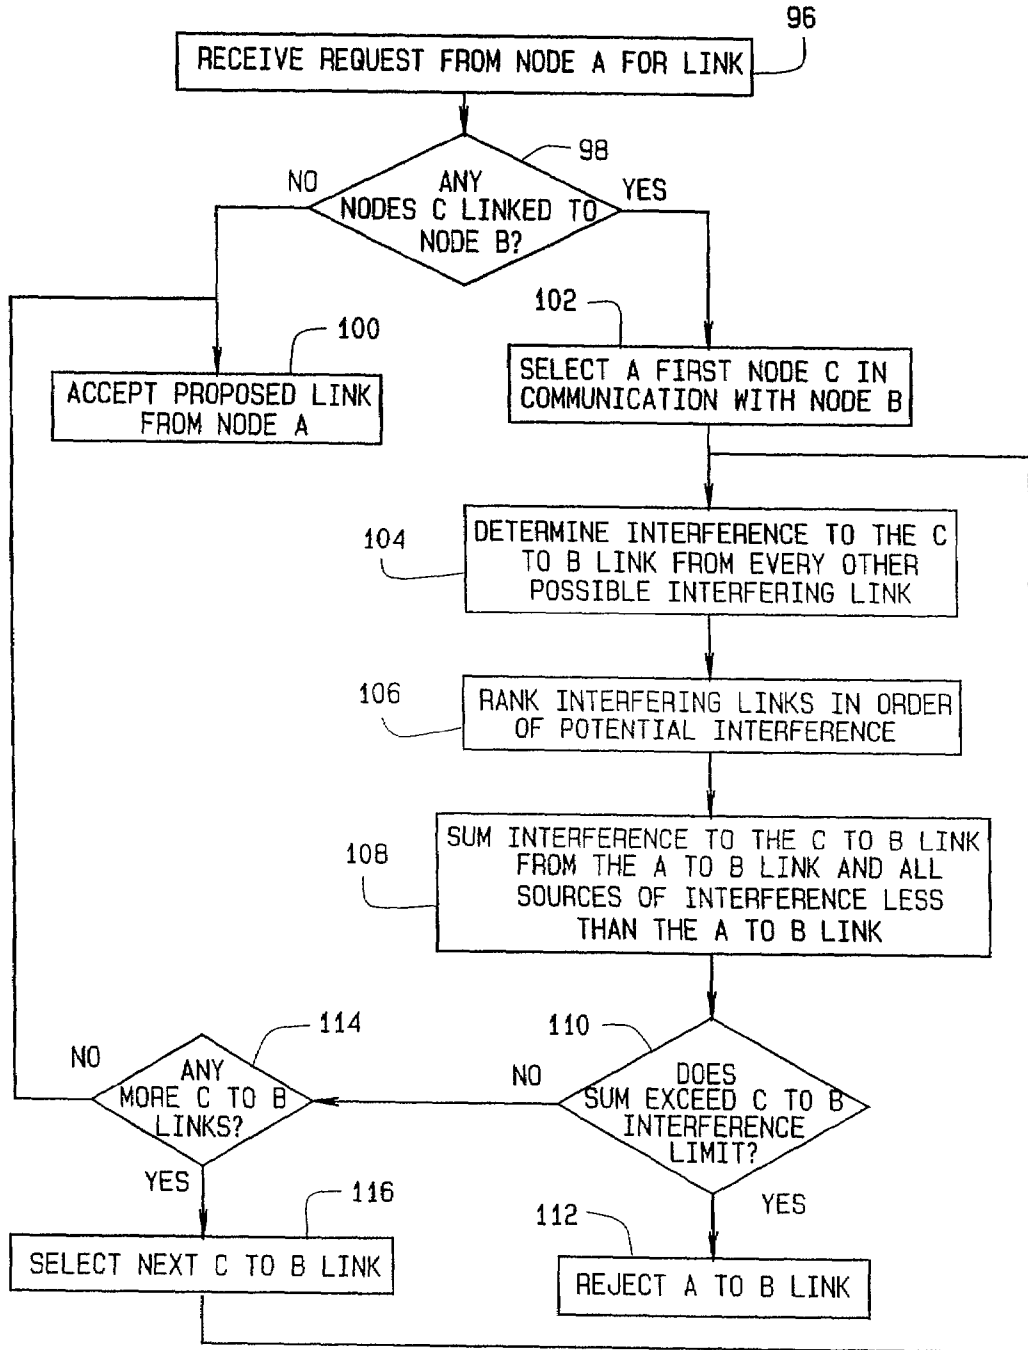 96
RECEIVE REQUEST FROM NODE A FOR LINK
98
NO
ANY
NODES C LINKED TO
NODE B?
YES
100
ACCEPT PROPOSED LINK
FROM NODE A
102
SELECT A FIRST NODE C IN
COMMUNICATION WITH NODE B
104
DETERMINE INTERFERENCE TO THE C
TO B LINK FROM EVERY OTHER
POSSIBLE INTERFERING LINK
106
RANK INTERFERING LINKS IN ORDER
OF POTENTIAL INTERFERENCE
108
SUM INTERFERENCE TO THE C TO B LINK
FROM THE A TO B LINK AND ALL
SOURCES OF INTERFERENCE LESS
THAN THE A TO B LINK
110
DOES
SUM EXCEED C TO B
INTERFERENCE
LIMIT?
NO
YES
114
NO
ANY
MORE C TO B
LINKS?
YES
116
SELECT NEXT C TO B LINK
112
REJECT A TO B LINK